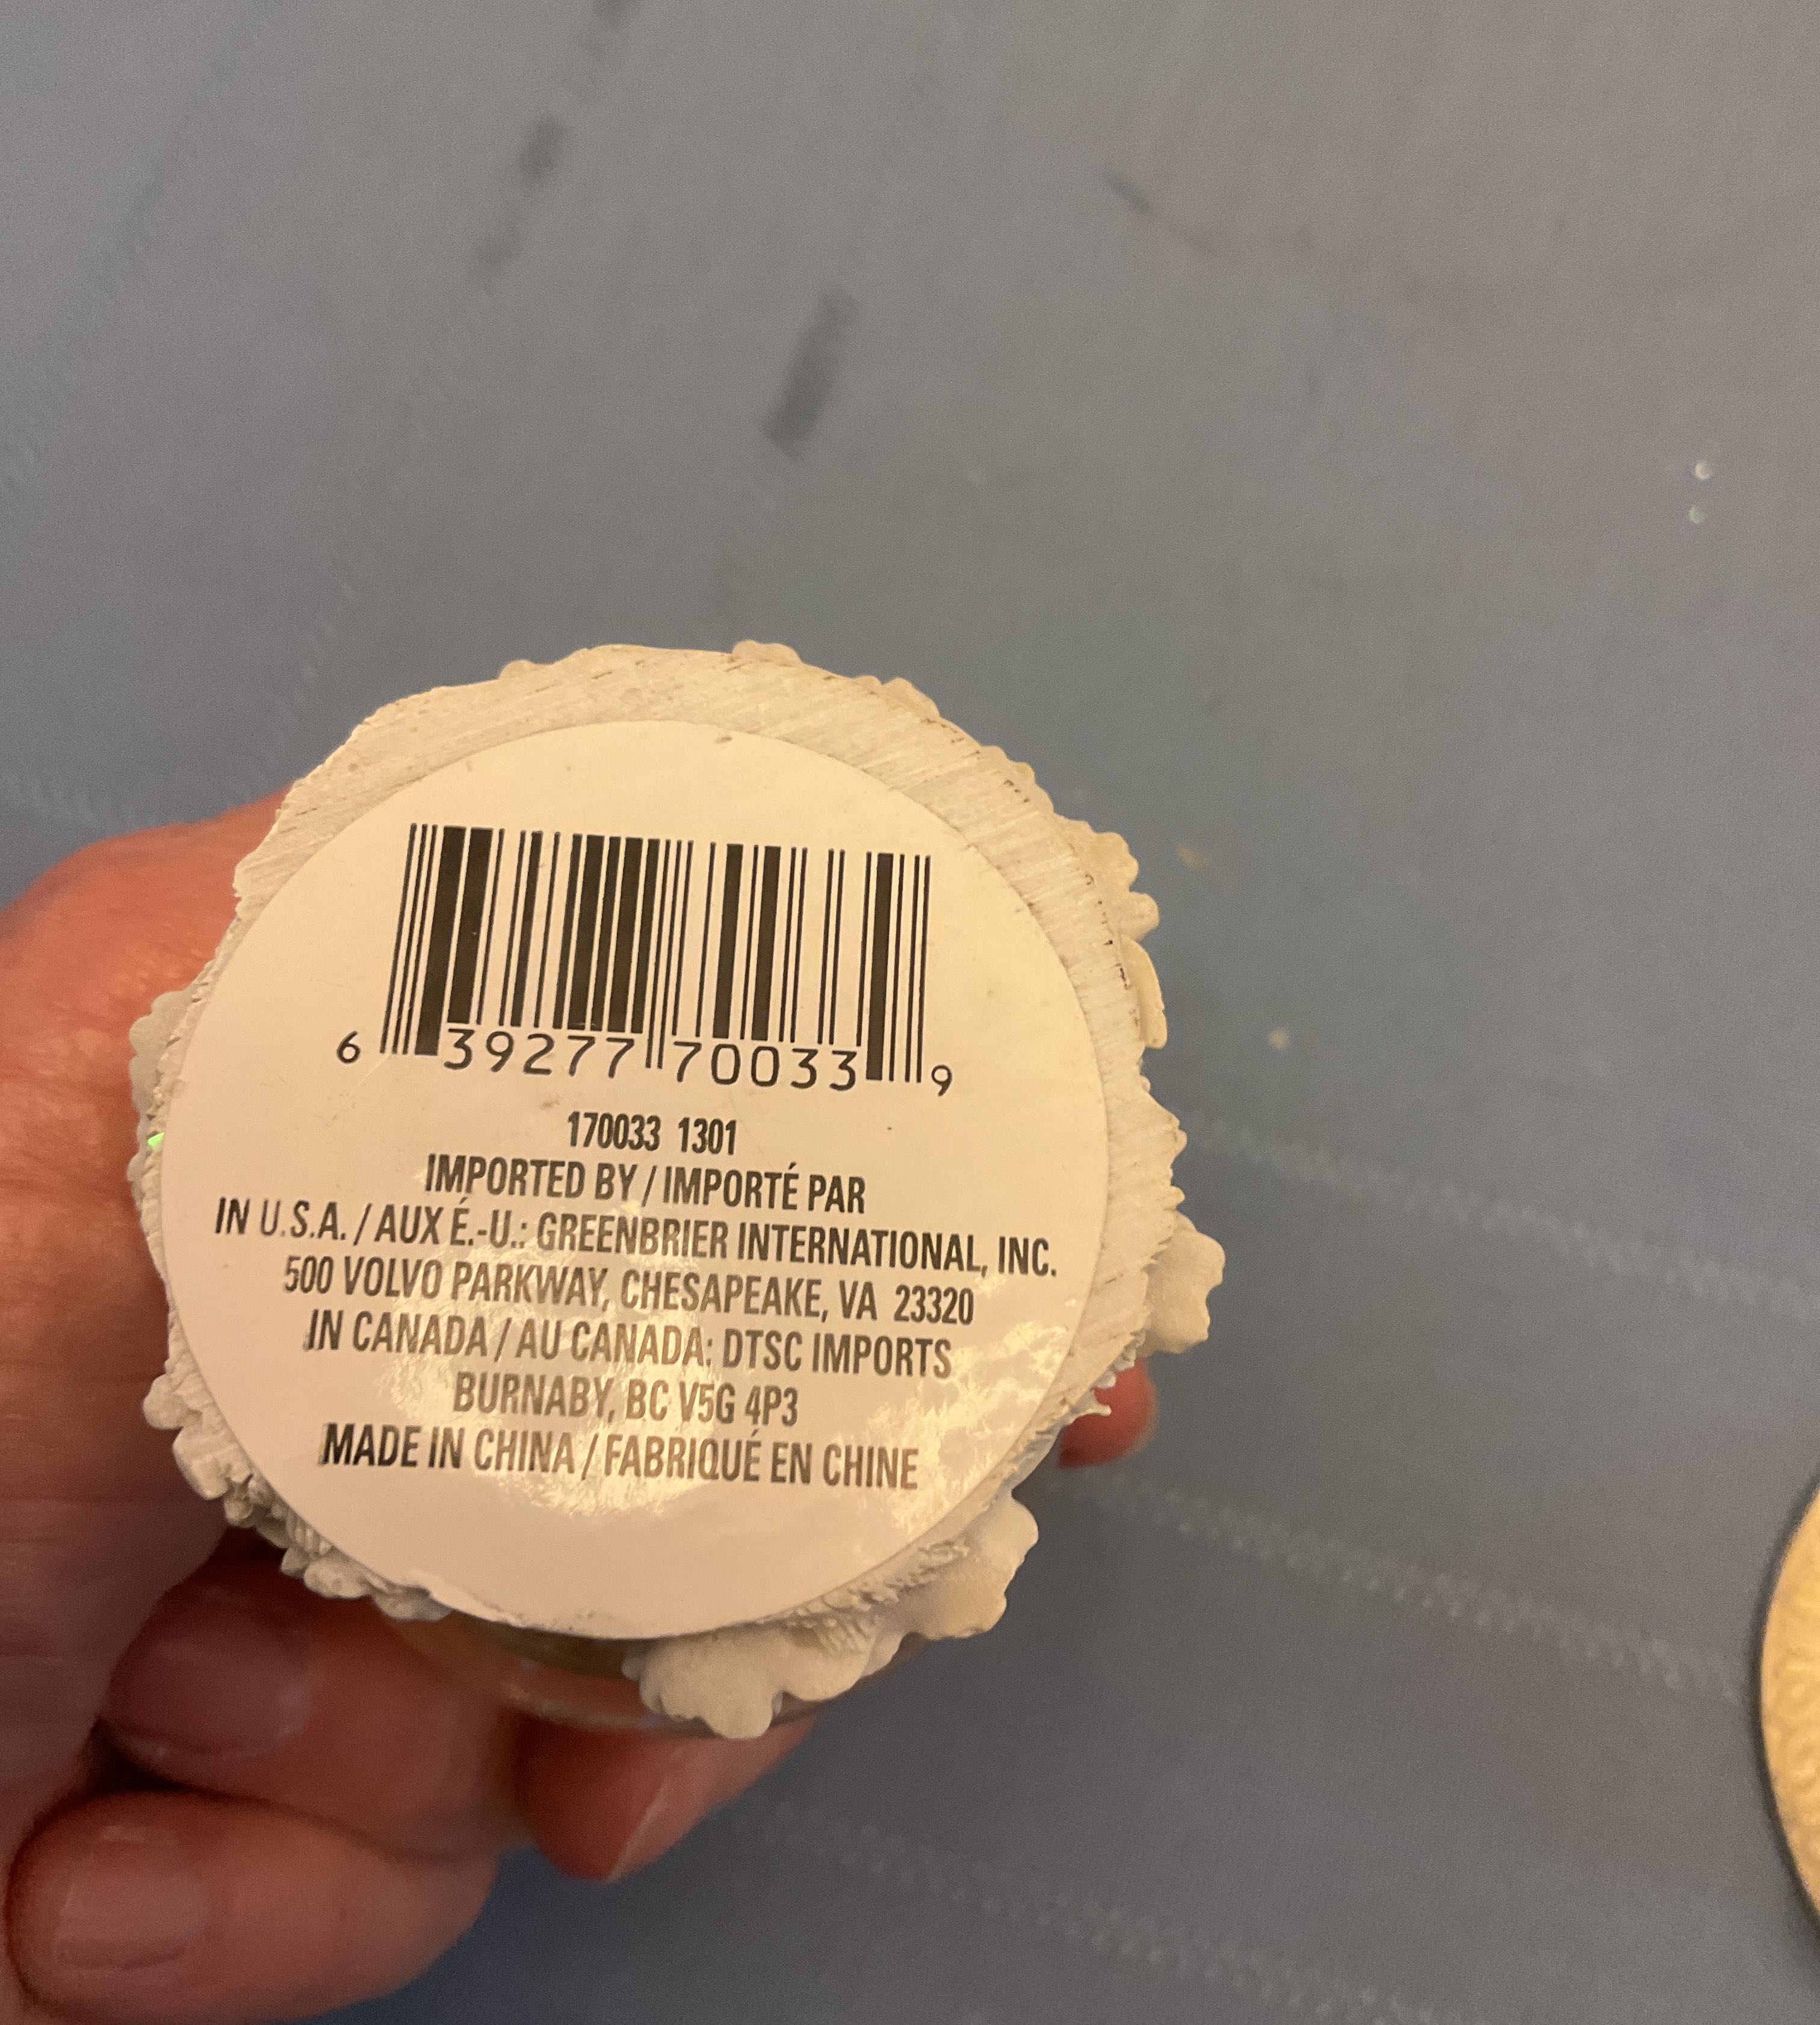 6 39277 70033 9
170033 1301
IMPORTED BY / IMPORTÉ PAR
IN U.S.A. / AUX É.-U.: GREENBRIER INTERNATIONAL, INC.
500 VOLVO PARKWAY, CHESAPEAKE, VA 23320
IN CANADA / AU CANADA: DTSC IMPORTS
BURNABY, BC V5G 4P3
MADE IN CHINA / FABRIQUÉ EN CHINE